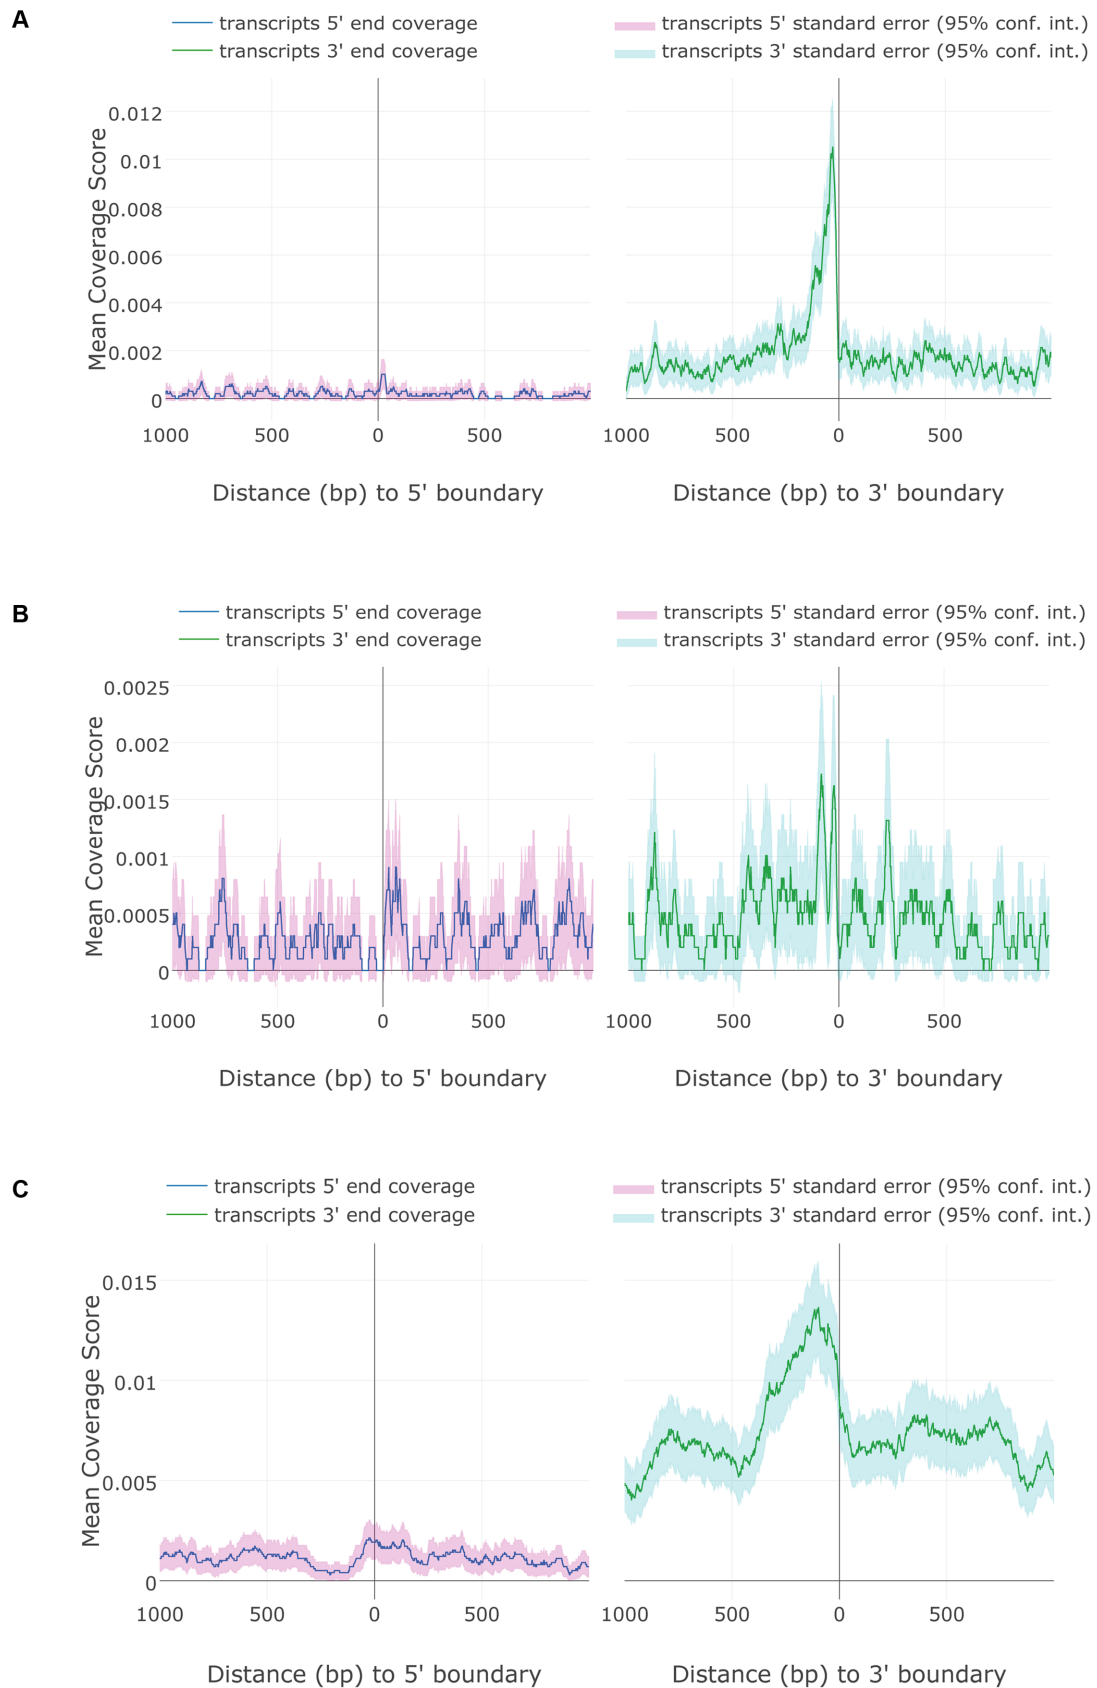 A
transcripts 5' end coverage
transcripts 3' end coverage
transcripts 5' standard error (95% conf. int.)
transcripts 3' standard error (95% conf. int.)
Mean Coverage Score
0.012
0.01
0.008
0.006
0.004
0.002
0
1000 500 0 500
1000 500 0 500
Distance (bp) to 5' boundary
Distance (bp) to 3' boundary
B
transcripts 5' end coverage
transcripts 3' end coverage
transcripts 5' standard error (95% conf. int.)
transcripts 3' standard error (95% conf. int.)
Mean Coverage Score
0.0025
0.002
0.0015
0.001
0.0005
0
1000 500 0 500
1000 500 0 500
Distance (bp) to 5' boundary
Distance (bp) to 3' boundary
C
transcripts 5' end coverage
transcripts 3' end coverage
transcripts 5' standard error (95% conf. int.)
transcripts 3' standard error (95% conf. int.)
Mean Coverage Score
0.015
0.01
0.005
0
1000 500 0 500
1000 500 0 500
Distance (bp) to 5' boundary
Distance (bp) to 3' boundary